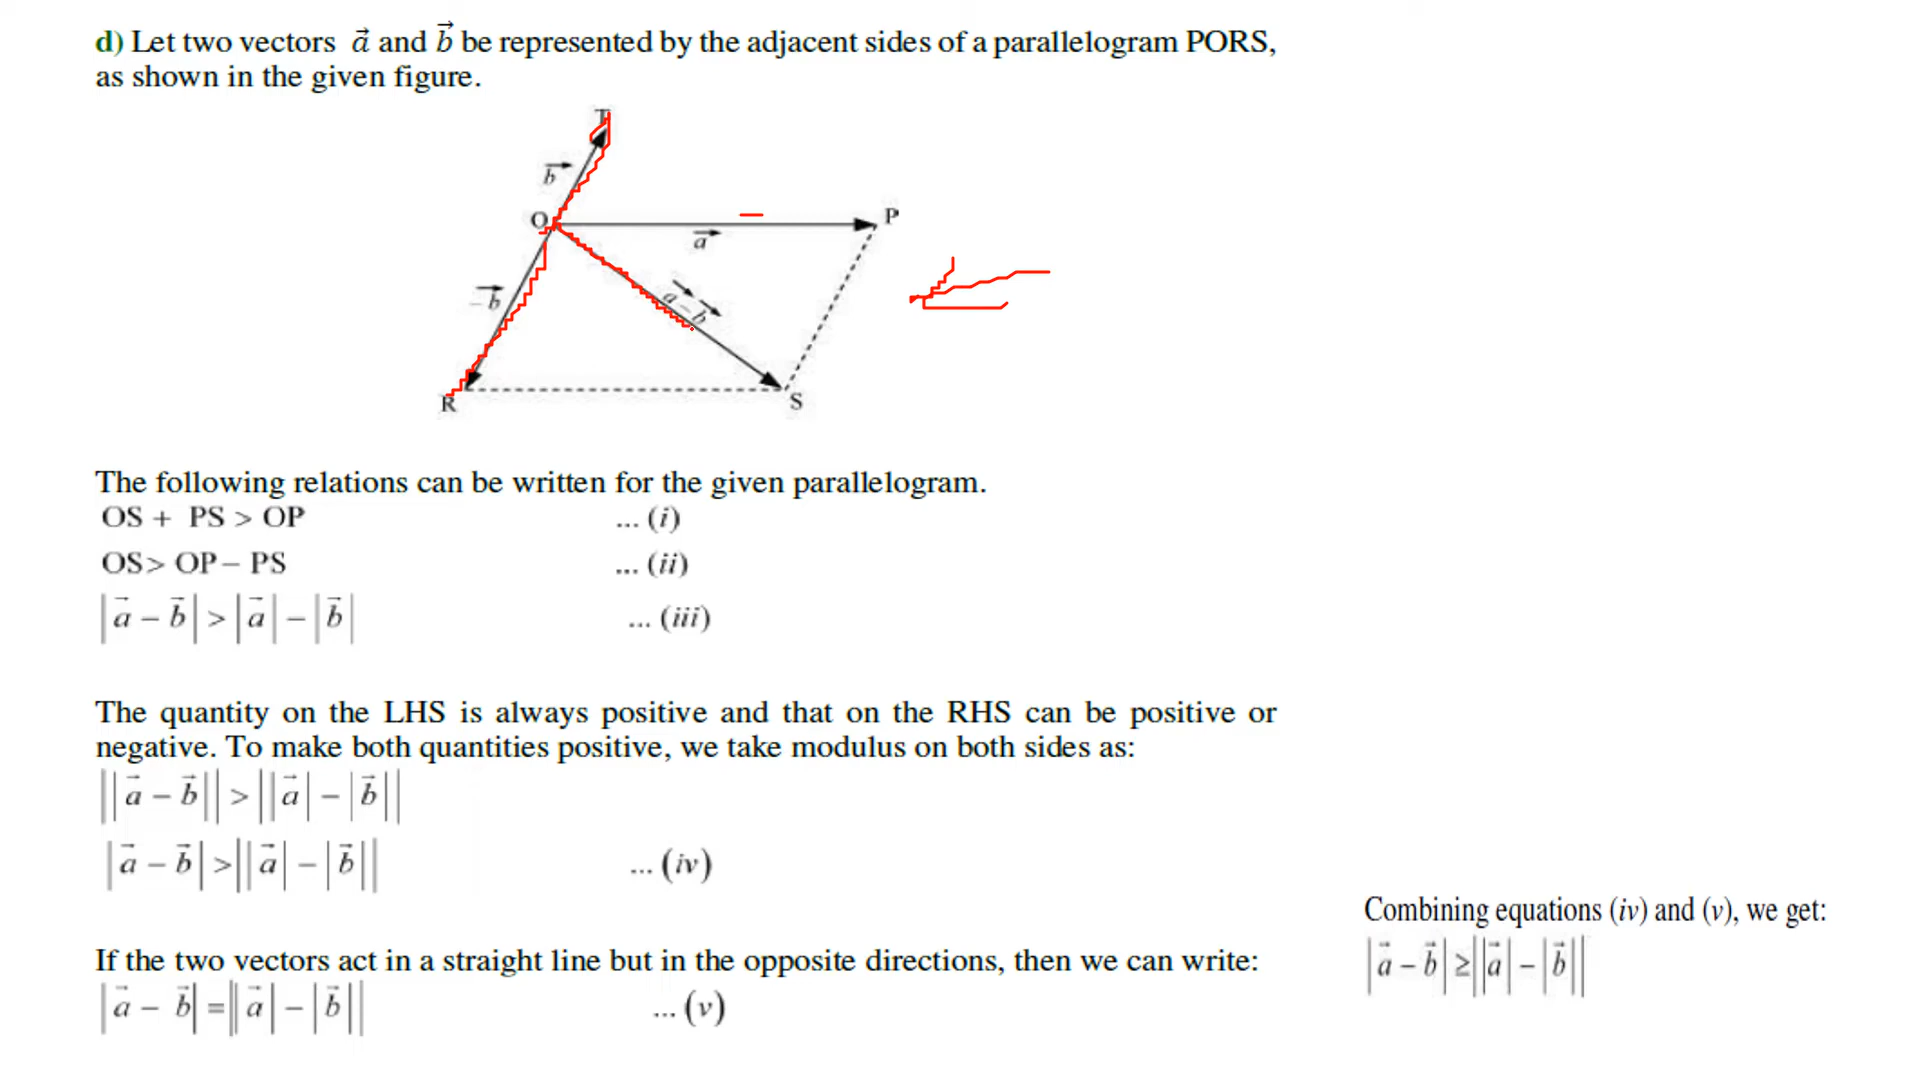 d) Let two vectors a⃗ and b⃗ be represented by the adjacent sides of a parallelogram PORS,
as shown in the given figure.
T
b⃗
O
P
a⃗
−b⃗
a⃗ − b⃗
R
S
The following relations can be written for the given parallelogram.
OS + PS > OP ... (i)
OS> OP – PS ... (ii)
|a⃗ − b⃗| > |a⃗| − |b⃗| ... (iii)
The quantity on the LHS is always positive and that on the RHS can be positive or
negative. To make both quantities positive, we take modulus on both sides as:
||a⃗ − b⃗|| > ||a⃗| − |b⃗||
|a⃗ − b⃗| > ||a⃗| − |b⃗|| ... (iv)
If the two vectors act in a straight line but in the opposite directions, then we can write:
|a⃗ − b⃗| = ||a⃗| − |b⃗|| ... (v)
Combining equations (iv) and (v), we get:
|a⃗ − b⃗| ≥ ||a⃗| − |b⃗||